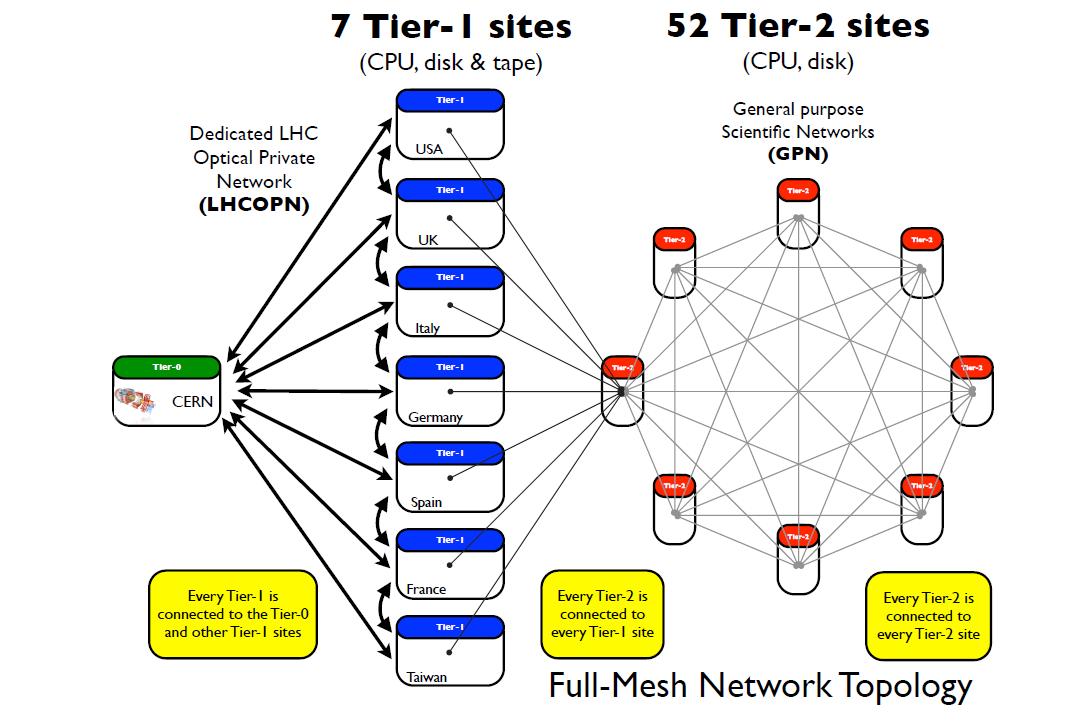 7 Tier-1 sites
(CPU, disk & tape)
52 Tier-2 sites
(CPU, disk)
Dedicated LHC
Optical Private
Network
(LHCOPN)
General purpose
Scientific Networks
(GPN)
Tier-0
CERN
Tier-1
USA
Tier-1
UK
Tier-1
Italy
Tier-1
Germany
Tier-1
Spain
Tier-1
France
Tier-1
Taiwan
Tier-2
Tier-2
Tier-2
Tier-2
Tier-2
Tier-2
Tier-2
Tier-2
Every Tier-1 is
connected to the Tier-0
and other Tier-1 sites
Every Tier-2 is
connected to
every Tier-1 site
Every Tier-2 is
connected to
every Tier-2 site
Full-Mesh Network Topology